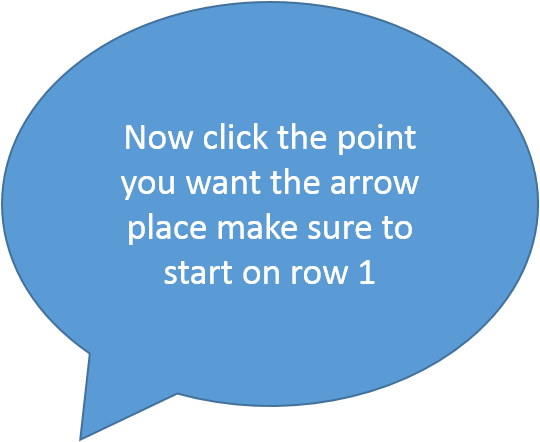 Now click the point
you want the arrow
place make sure to
start on row 1